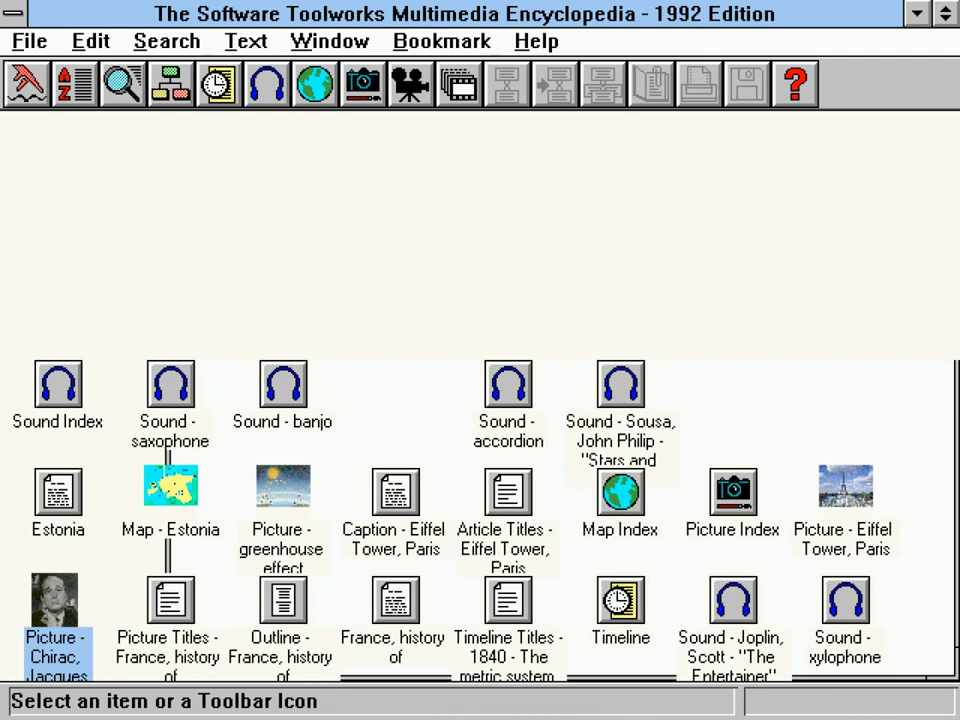 The Software Toolworks Multimedia Encyclopedia - 1992 Edition
File Edit Search Text Window Bookmark Help
A
Z
?
Sound Index
Sound -
saxophone
Sound - banjo
Sound -
accordion
Sound - Sousa,
John Philip -
"Stars and
Estonia
Map - Estonia
Picture -
greenhouse
effect
Caption - Eiffel
Tower, Paris
Article Titles -
Eiffel Tower,
Paris
Map Index
Picture Index
Picture - Eiffel
Tower, Paris
Picture -
Chirac,
Jacques
Picture Titles -
France, history
of
Outline -
France, history
of
France, history
of
Timeline Titles -
1840 - The
metric system
Timeline
Sound - Joplin,
Scott - "The
Entertainer"
Sound -
xylophone
Select an item or a Toolbar Icon